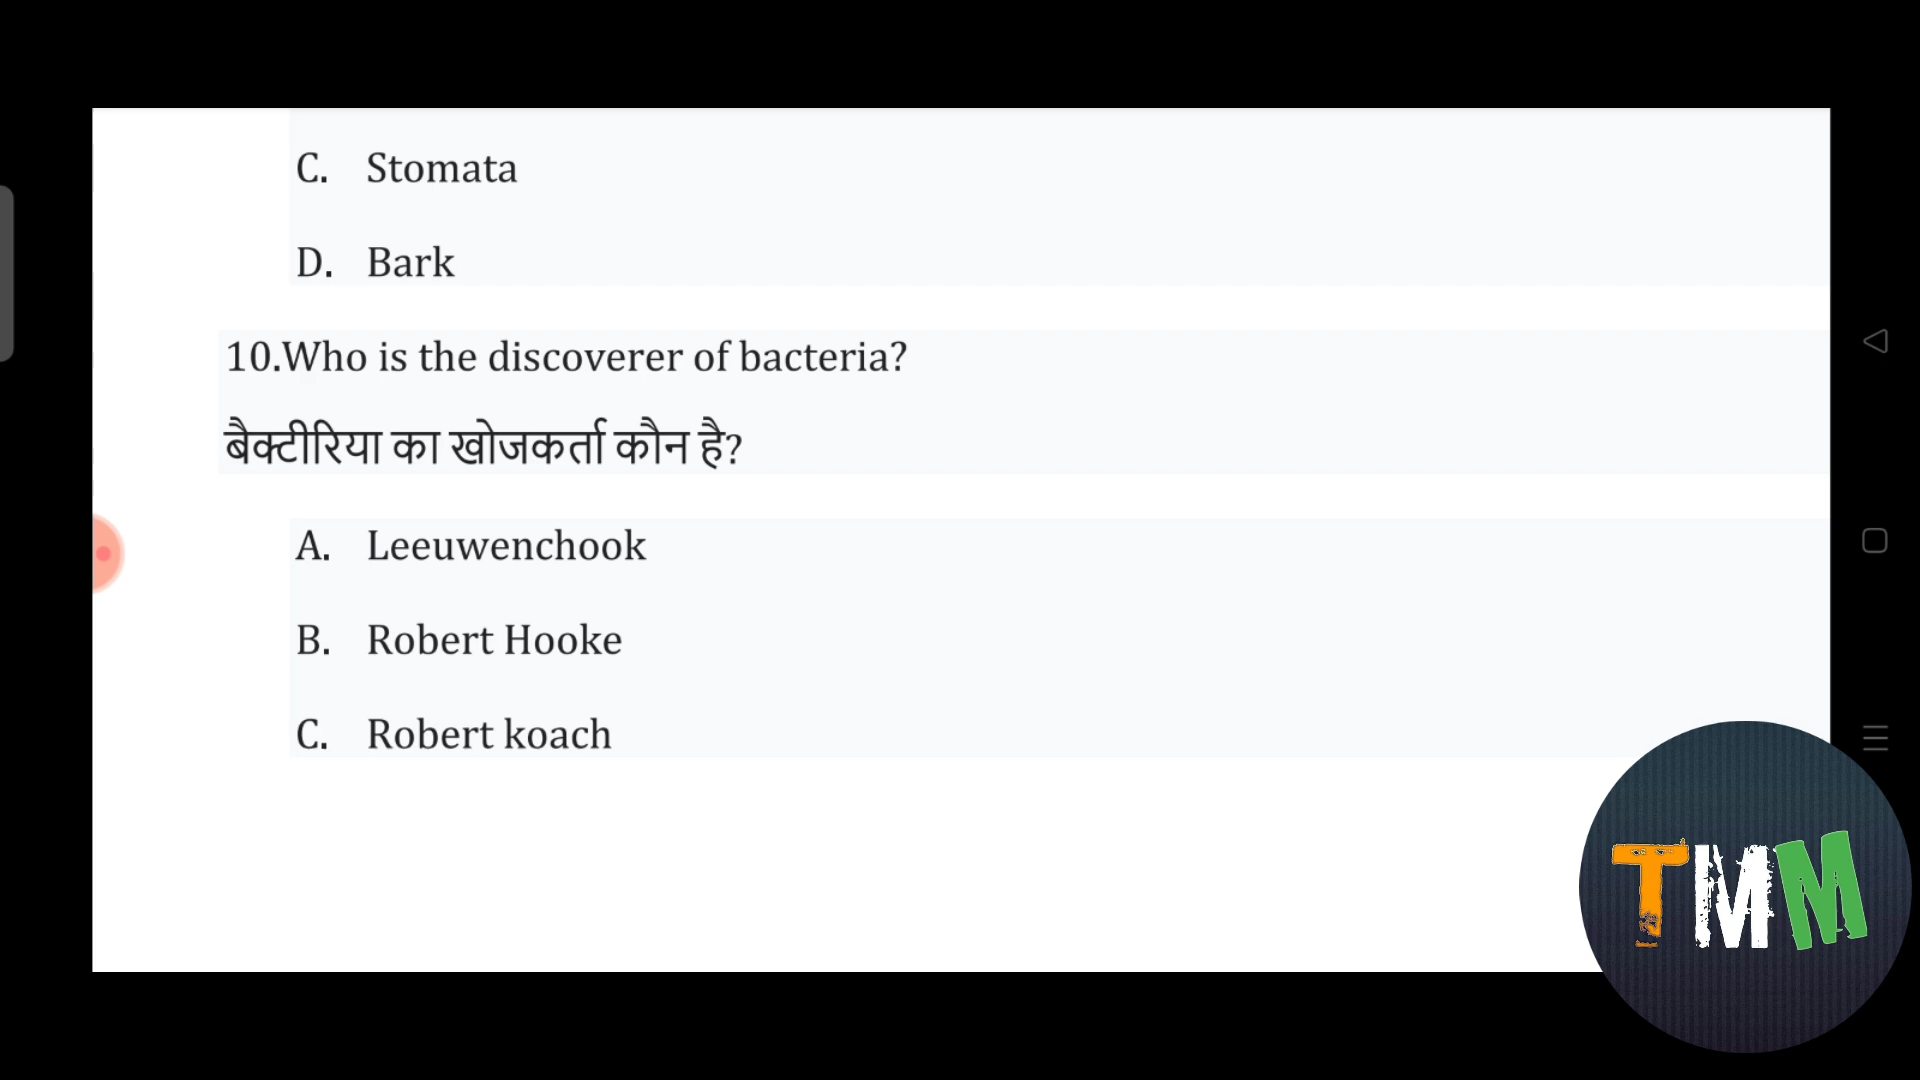 C. Stomata
D. Bark
10.Who is the discoverer of bacteria?
बैक्टीरिया का खोजकर्ता कौन है?
A. Leeuwenchook
B. Robert Hooke
C. Robert koach
TMM